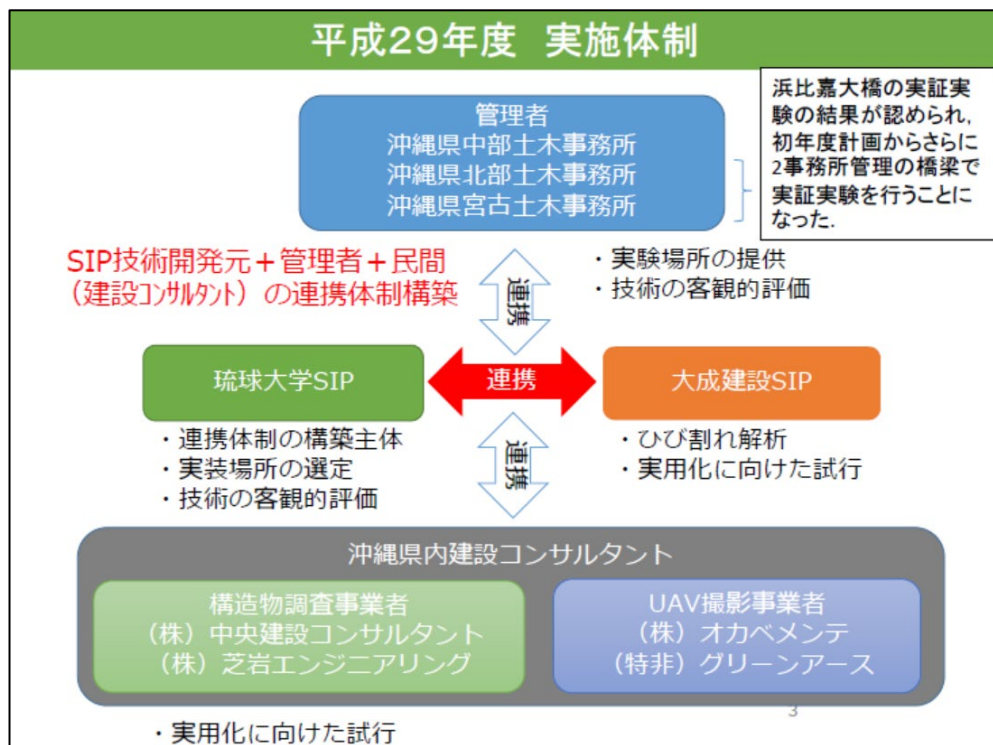 平成29年度　実施体制
管理者
沖縄県中部土木事務所
沖縄県北部土木事務所
沖縄県宮古土木事務所
浜比嘉大橋の実証実
験の結果が認められ,
初年度計画からさらに
2事務所管理の橋梁で
実証実験を行うことに
なった.
SIP技術開発元＋管理者＋民間
（建設ｺﾝｻﾙﾀﾝﾄ）の連携体制構築
連携
・実験場所の提供
・技術の客観的評価
琉球大学SIP
連携
大成建設SIP
・連携体制の構築主体
・実装場所の選定
・技術の客観的評価
連携
・ひび割れ解析
・実用化に向けた試行
沖縄県内建設コンサルタント
構造物調査事業者
（株）中央建設コンサルタント
（株）芝岩エンジニアリング
UAV撮影事業者
（株）オカベメンテ
（特非）グリーンアース
3
・実用化に向けた試行